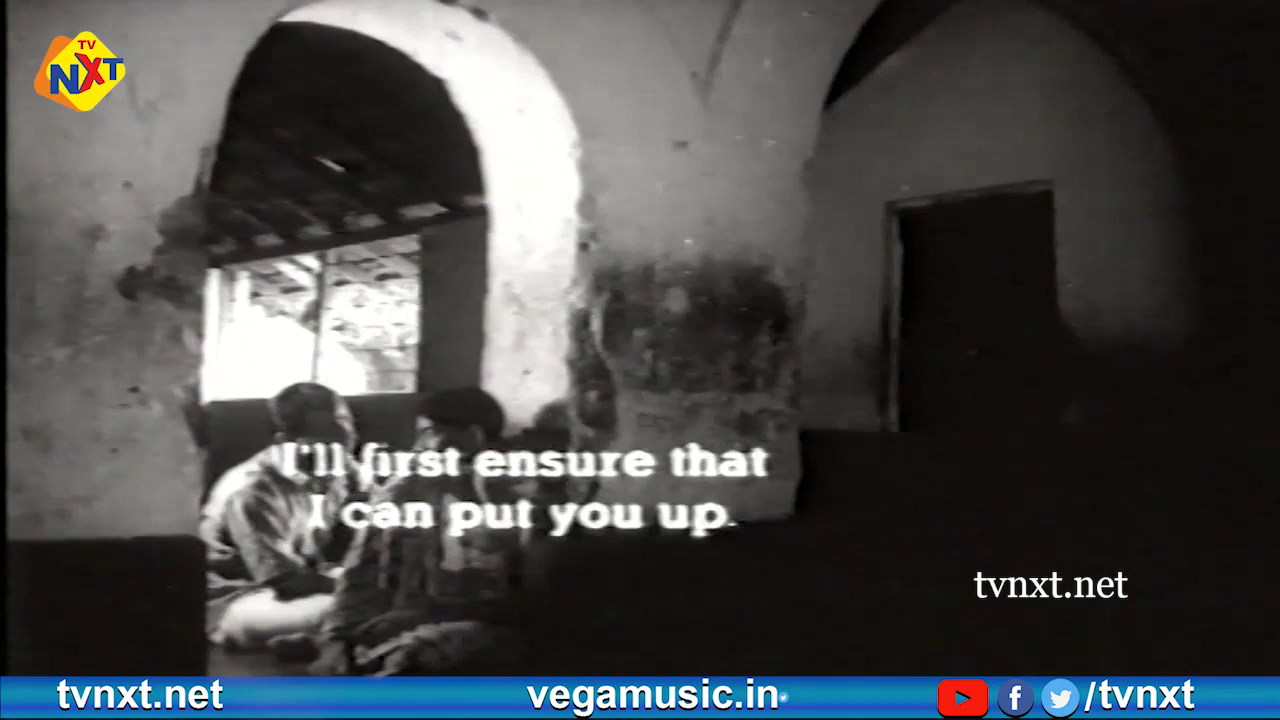 TV
NXT
I'll first ensure that
I can put you up.
tvnxt.net
tvnxt.net
vegamusic.in
/tvnxt